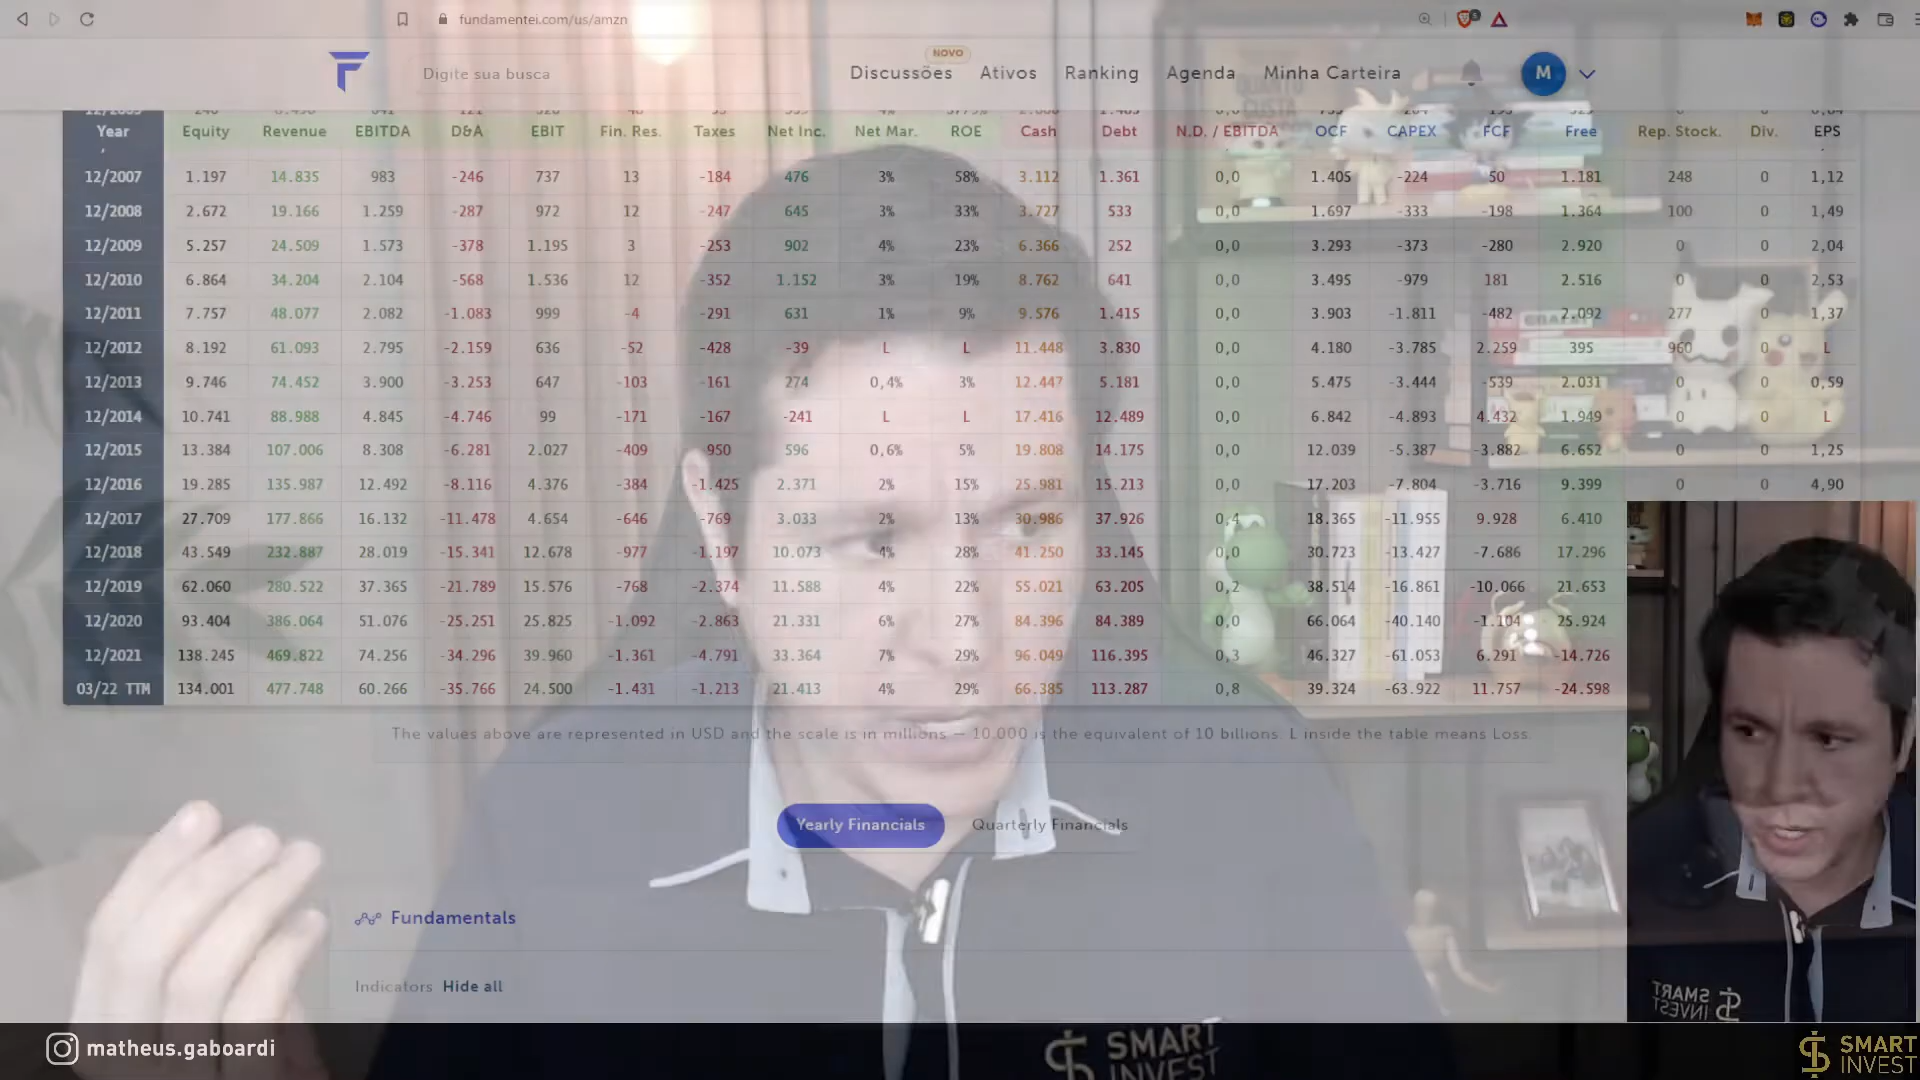 fundamentei.com/us/amzn
NOVO
Digite sua busca
Discussões Ativos Ranking Agenda Minha Carteira M
Year Equity Revenue EBITDA D&A EBIT Fin. Res. Taxes Net Inc. Net Mar. ROE Cash Debt N.D. / EBITDA OCF CAPEX FCF Free Rep. Stock. Div. EPS
12/2007 1.197 14.835 983 -246 737 13 -184 476 3% 58% 3.112 1.361 0,0 1.405 -224 50 1.181 248 0 1,12
12/2008 2.672 19.166 1.259 -287 972 12 -247 645 3% 33% 3.727 533 0,0 1.697 -333 -198 1.364 100 0 1,49
12/2009 5.257 24.509 1.573 -378 1.195 3 -253 902 4% 23% 6.366 252 0,0 3.293 -373 -280 2.920 0 0 2,04
12/2010 6.864 34.204 2.104 -568 1.536 12 -352 1.152 3% 19% 8.762 641 0,0 3.495 -979 181 2.516 0 0 2,53
12/2011 7.757 48.077 2.082 -1.083 999 -4 -291 631 1% 9% 9.576 1.415 0,0 3.903 -1.811 -482 2.092 277 0 1,37
12/2012 8.192 61.093 2.795 -2.159 636 -52 -428 -39 L L 11.448 3.830 0,0 4.180 -3.785 2.259 395 960 0 L
12/2013 9.746 74.452 3.900 -3.253 647 -103 -161 274 0,4% 3% 12.447 5.181 0,0 5.475 -3.444 -539 2.031 0 0 0,59
12/2014 10.741 88.988 4.845 -4.746 99 -171 -167 -241 L L 17.416 12.489 0,0 6.842 -4.893 4.432 1.949 0 0 L
12/2015 13.384 107.006 8.308 -6.281 2.027 -409 -950 596 0,6% 5% 19.808 14.175 0,0 12.039 -5.387 -3.882 6.652 0 0 1,25
12/2016 19.285 135.987 12.492 -8.116 4.376 -384 -1.425 2.371 2% 15% 25.981 15.213 0,0 17.203 -7.804 -3.716 9.399 0 0 4,90
12/2017 27.709 177.866 16.132 -11.478 4.654 -646 -769 3.033 2% 13% 30.986 37.926 0,4 18.365 -11.955 9.928 6.410
12/2018 43.549 232.887 28.019 -15.341 12.678 -977 -1.197 10.073 4% 28% 41.250 33.145 0,0 30.723 -13.427 -7.686 17.296
12/2019 62.060 280.522 37.365 -21.789 15.576 -768 -2.374 11.588 4% 22% 55.021 63.205 0,2 38.514 -16.861 -10.066 21.653
12/2020 93.404 386.064 51.076 -25.251 25.825 -1.092 -2.863 21.331 6% 27% 84.396 84.389 0,0 66.064 -40.140 -1.104 25.924
12/2021 138.245 469.822 74.256 -34.296 39.960 -1.361 -4.791 33.364 7% 29% 96.049 116.395 0,3 46.327 -61.053 6.291 -14.726
03/22 TTM 134.001 477.748 60.266 -35.766 24.500 -1.431 -1.213 21.413 4% 29% 66.385 113.287 0,8 39.324 -63.922 11.757 -24.598
The values above are represented in USD and the scale is in millions — 10,000 is the equivalent of 10 billions. L inside the table means Loss.
Yearly Financials Quarterly Financials
Fundamentals
Indicators Hide all
SMART
INVEST
SMART
INVEST
matheus.gaboardi
SMART
INVEST